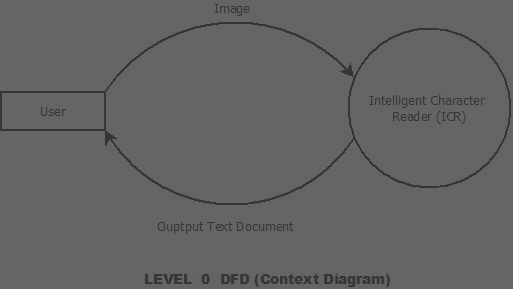 Image
User
Intelligent Character
Reader (ICR)
Ouptput Text Document
LEVEL 0 DFD (Context Diagram)